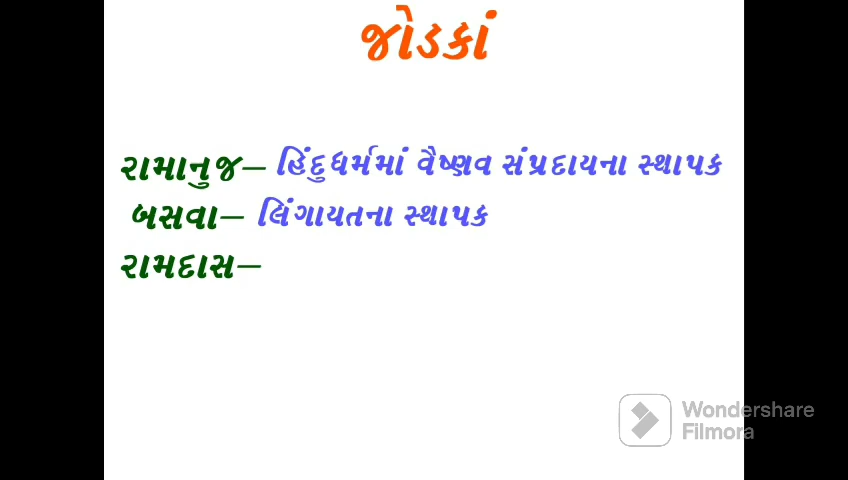 જોડકાં
રામાનુજ– હિંદુધર્મમાં વૈષ્ણવ સંપ્રદાયના સ્થાપક
બસવા– લિંગાયતના સ્થાપક
રામદાસ–
Wondershare
Filmora